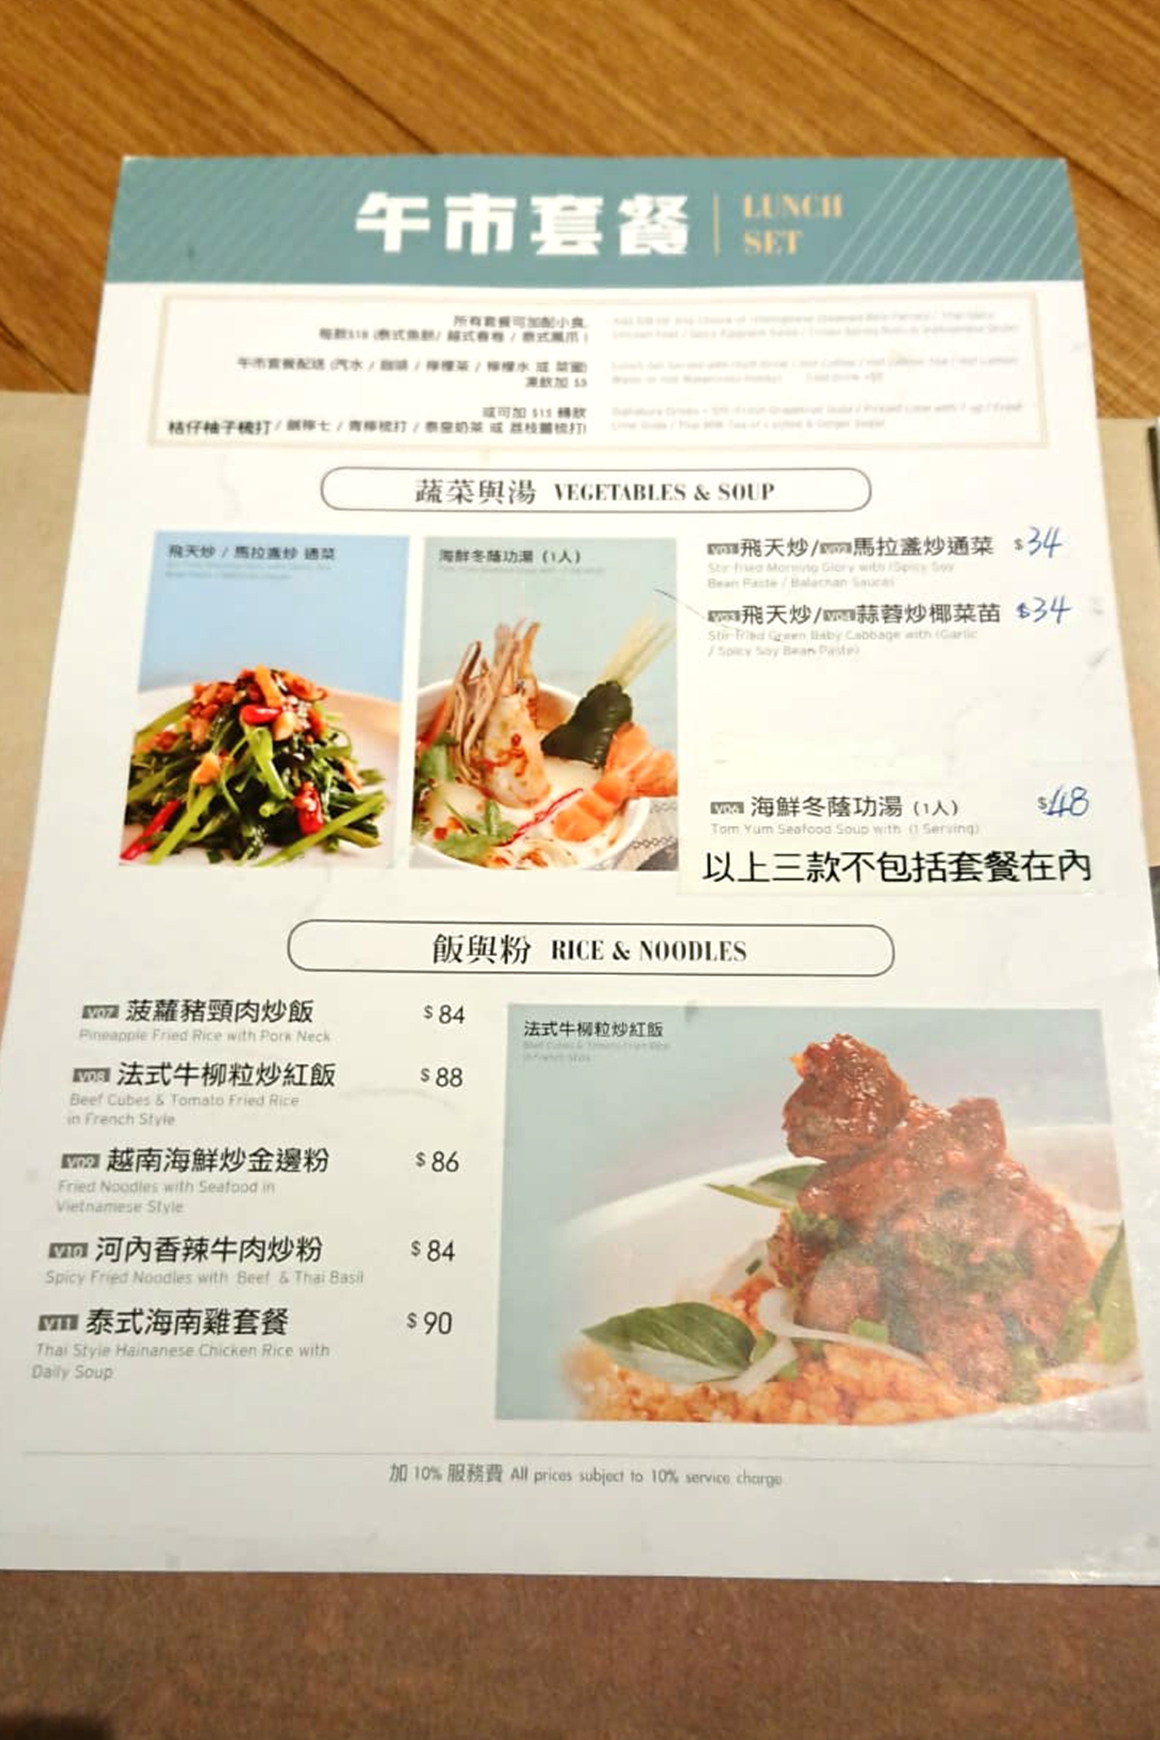 午市套餐
LUNCH
SET
所有套餐可加配小食,
每款$18 (泰式魚餅/ 越式春卷 / 泰式鳳爪 )
午市套餐配送 (汽水 / 咖啡 / 檸檬茶 / 檸檬水 或 菜蜜)
凍飲加 $5
或可加 $15 轉飲
桔仔柚子梳打 / 鹹檸七 / 青檸梳打 / 泰皇奶茶 或 荔枝薑梳打)
蔬菜與湯 VEGETABLES & SOUP
飛天炒 / 馬拉盞炒 通菜
海鮮冬蔭功湯 (1人)
V01 飛天炒/V02 馬拉盞炒通菜 $34
Stir Fried Morning Glory with (Spicy Soy
Bean Paste / Balachan Sauce)
V03 飛天炒/V04 蒜蓉炒椰菜苗 $34
Stir-Fried Green Baby Cabbage with (Garlic
/ Spicy Soy Bean Paste)
V06 海鮮冬蔭功湯 (1人) $48
Tom Yum Seafood Soup with (1 Serving)
以上三款不包括套餐在內
飯與粉 RICE & NOODLES
V07 菠蘿豬頸肉炒飯 $ 84
Pineapple Fried Rice with Pork Neck
V08 法式牛柳粒炒紅飯 $ 88
Beef Cubes & Tomato Fried Rice
in French Style
V09 越南海鮮炒金邊粉 $ 86
Fried Noodles with Seafood in
Vietnamese Style
V10 河內香辣牛肉炒粉 $ 84
Spicy Fried Noodles with Beef & Thai Basil
V11 泰式海南雞套餐 $ 90
Thai Style Hainanese Chicken Rice with
Daily Soup
法式牛柳粒炒紅飯
Beef Cubes & Tomato Fried Rice
in French Style
加 10% 服務費 All prices subject to 10% service charge